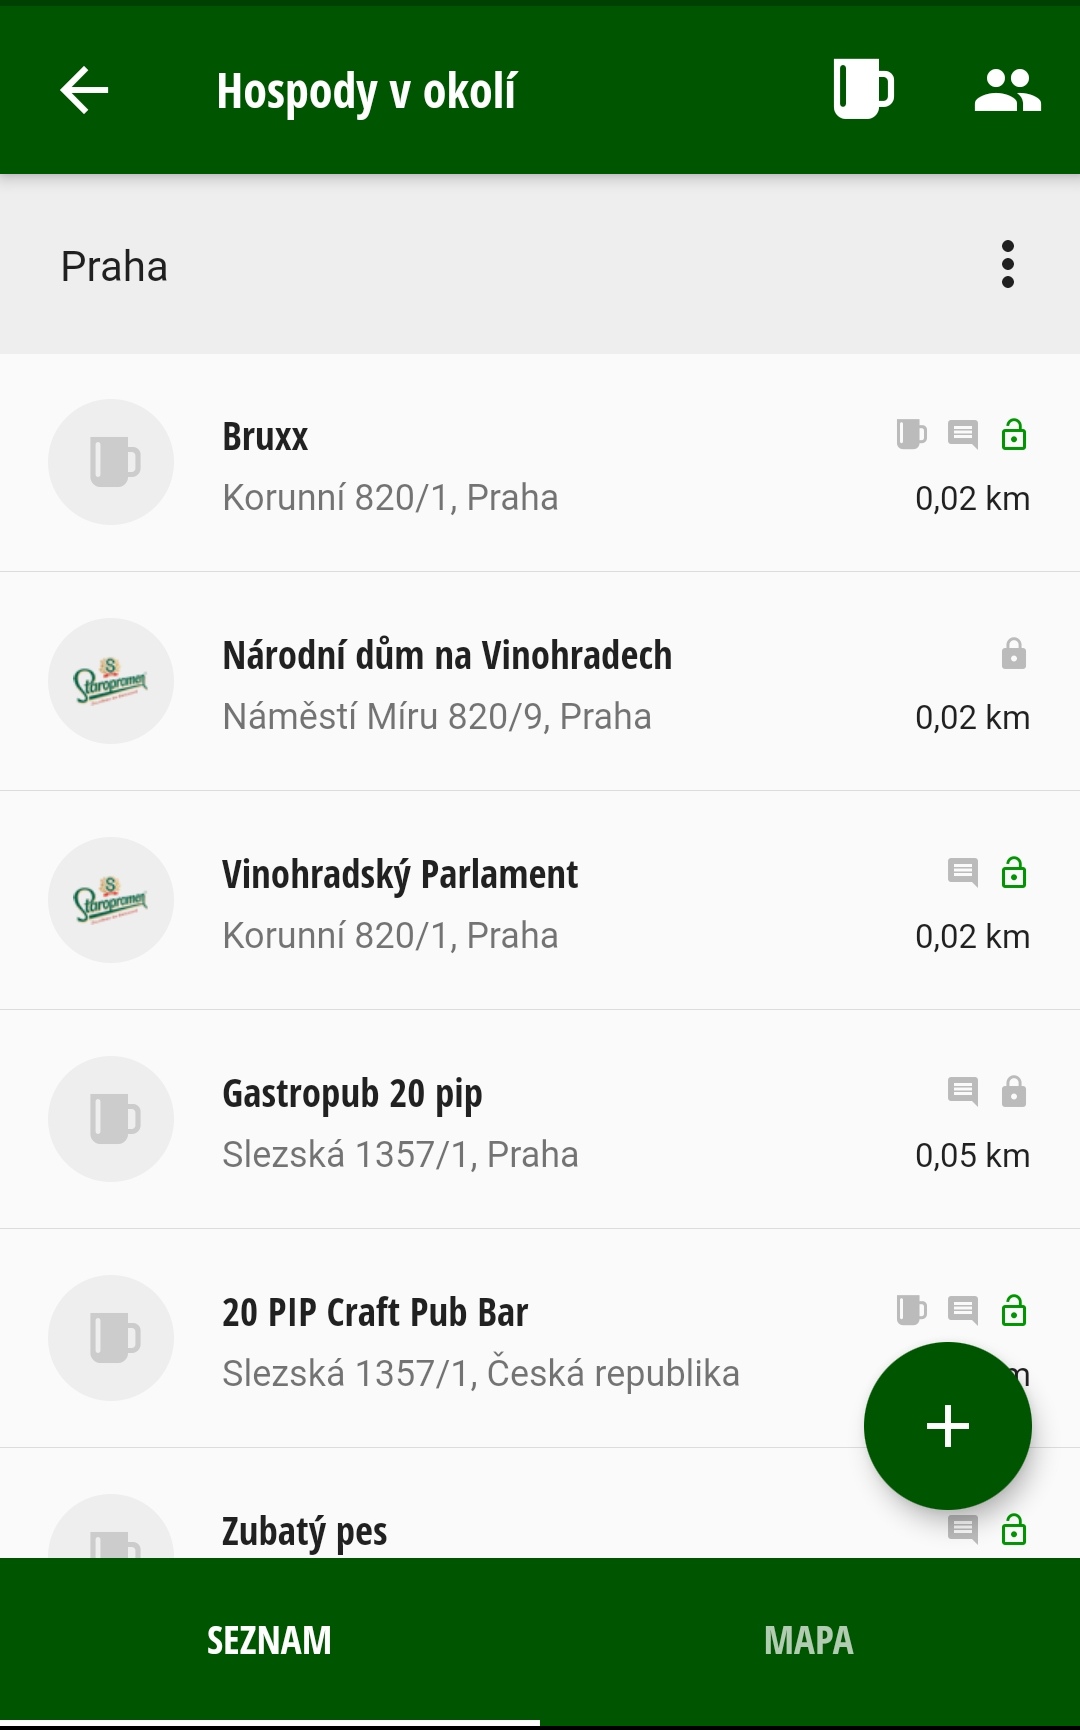 Hospody v okolí
Praha
Bruxx
Korunní 820/1, Praha
0,02 km
Národní dům na Vinohradech
Staropramen
Náměstí Míru 820/9, Praha
0,02 km
Vinohradský Parlament
Staropramen
Korunní 820/1, Praha
0,02 km
Gastropub 20 pip
Slezská 1357/1, Praha
0,05 km
20 PIP Craft Pub Bar
Slezská 1357/1, Česká republika
Zubatý pes
SEZNAM
MAPA